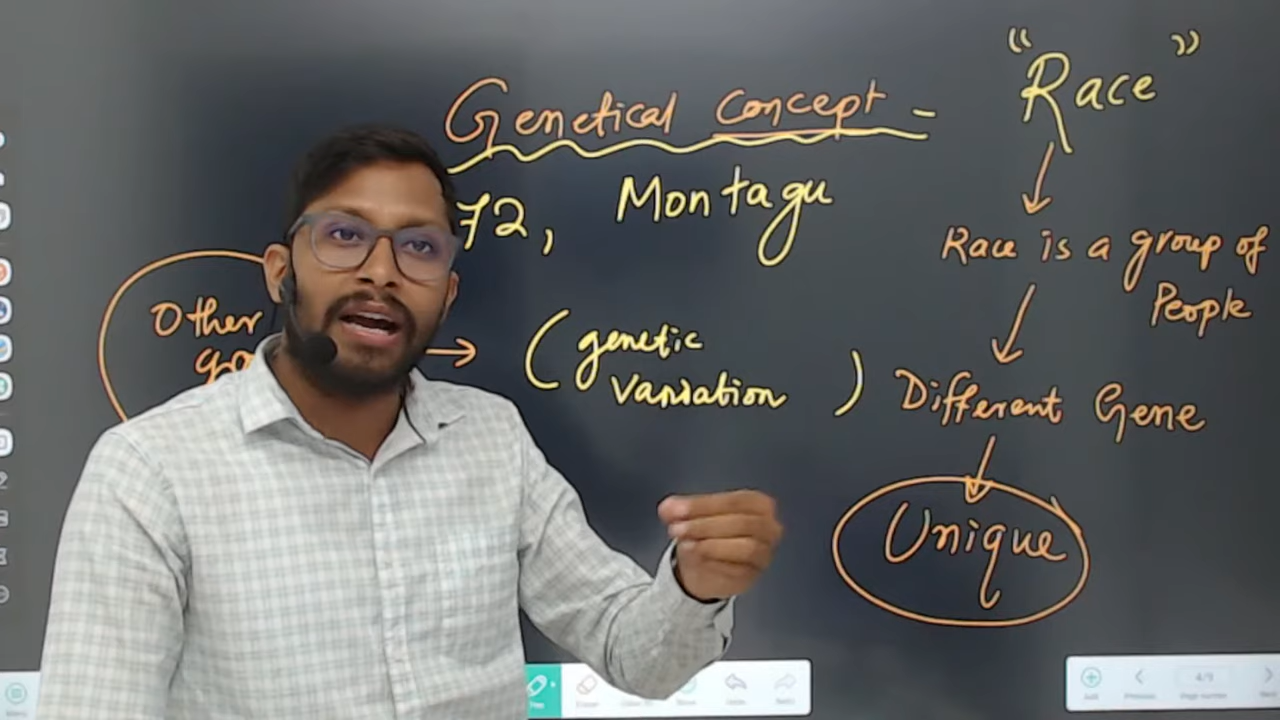 Genetical Concept -
72, Montagu
Other
(genetic
variation)
"Race"
Race is a group of
People
Different Gene
Unique